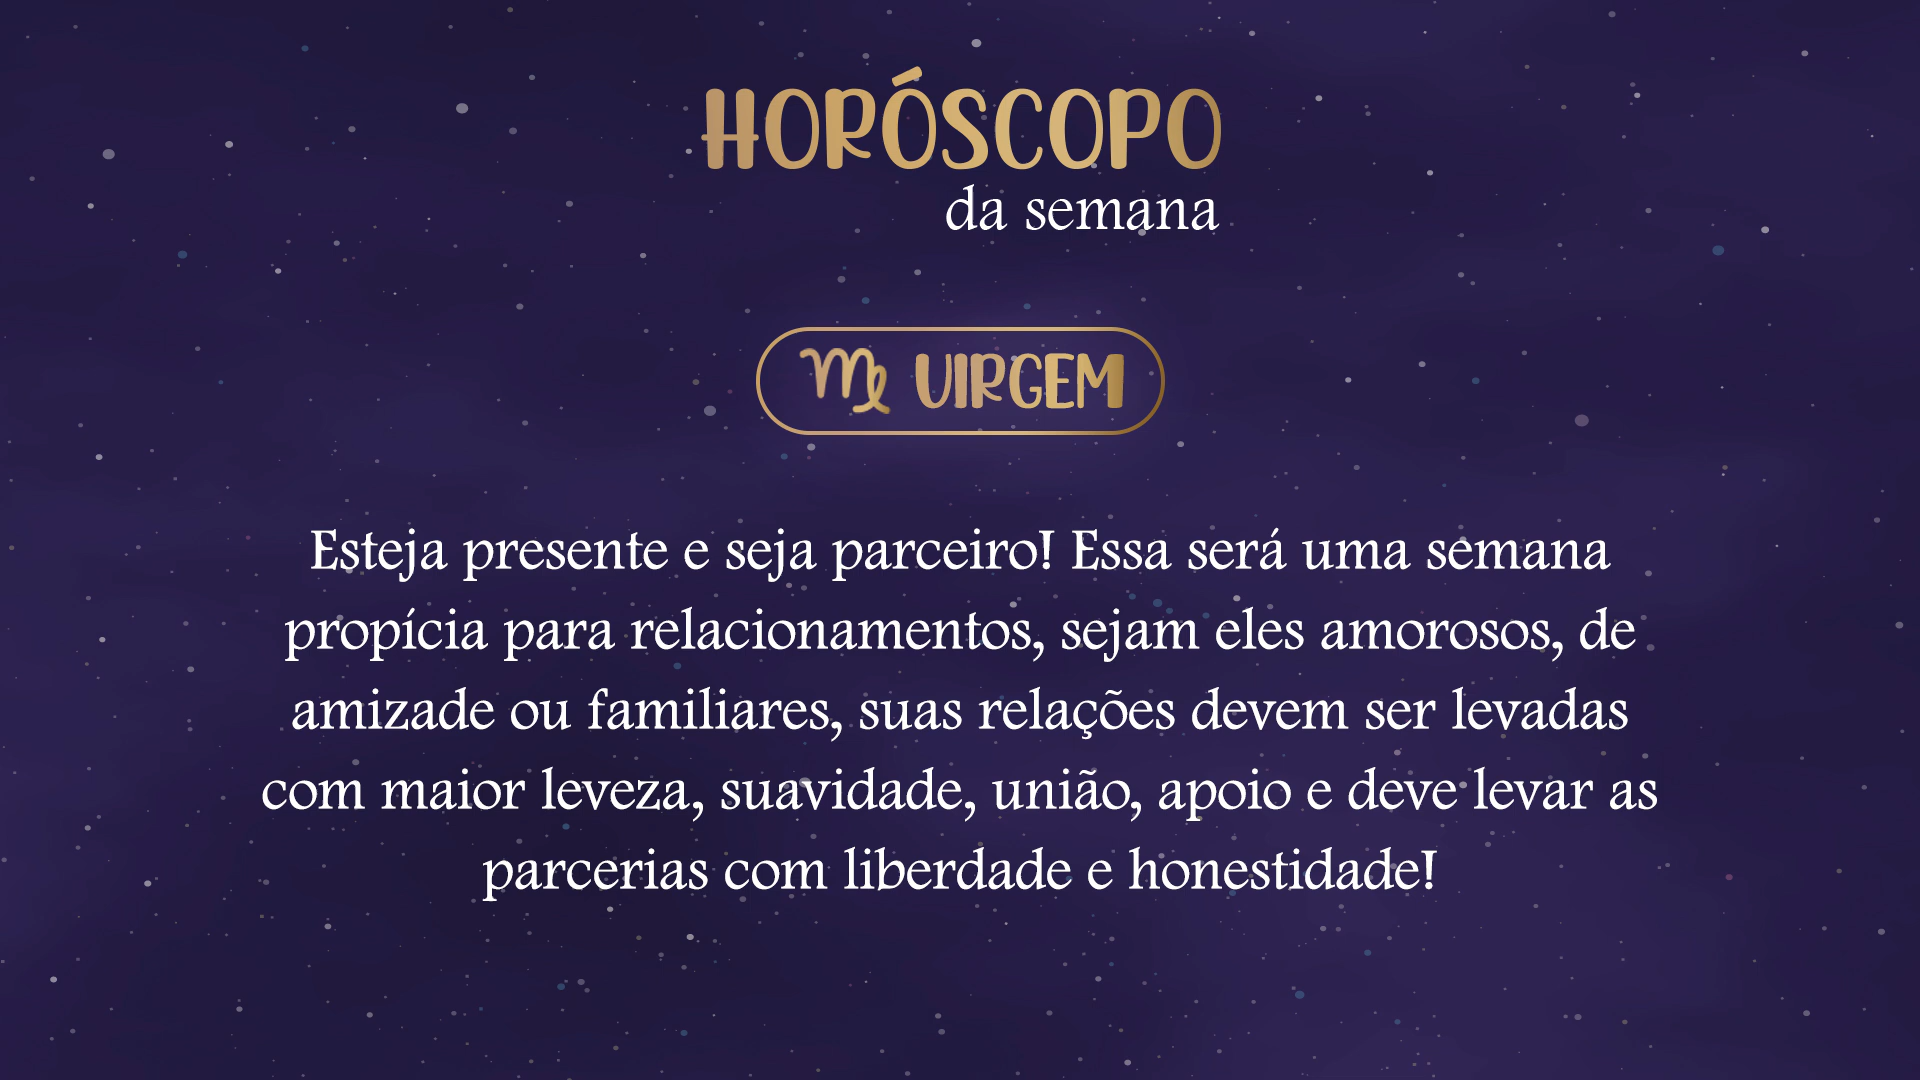 HORÓSCOPO
da semana
VIRGEM
Esteja presente e seja parceiro! Essa será uma semana
propícia para relacionamentos, sejam eles amorosos, de
amizade ou familiares, suas relações devem ser levadas
com maior leveza, suavidade, união, apoio e deve levar as
parcerias com liberdade e honestidade!